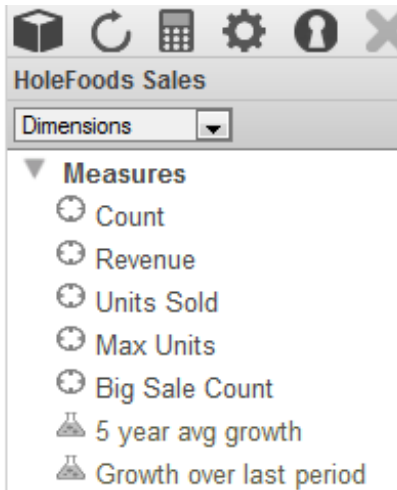 HoleFoods Sales
Dimensions
Measures
Count
Revenue
Units Sold
Max Units
Big Sale Count
5 year avg growth
Growth over last period